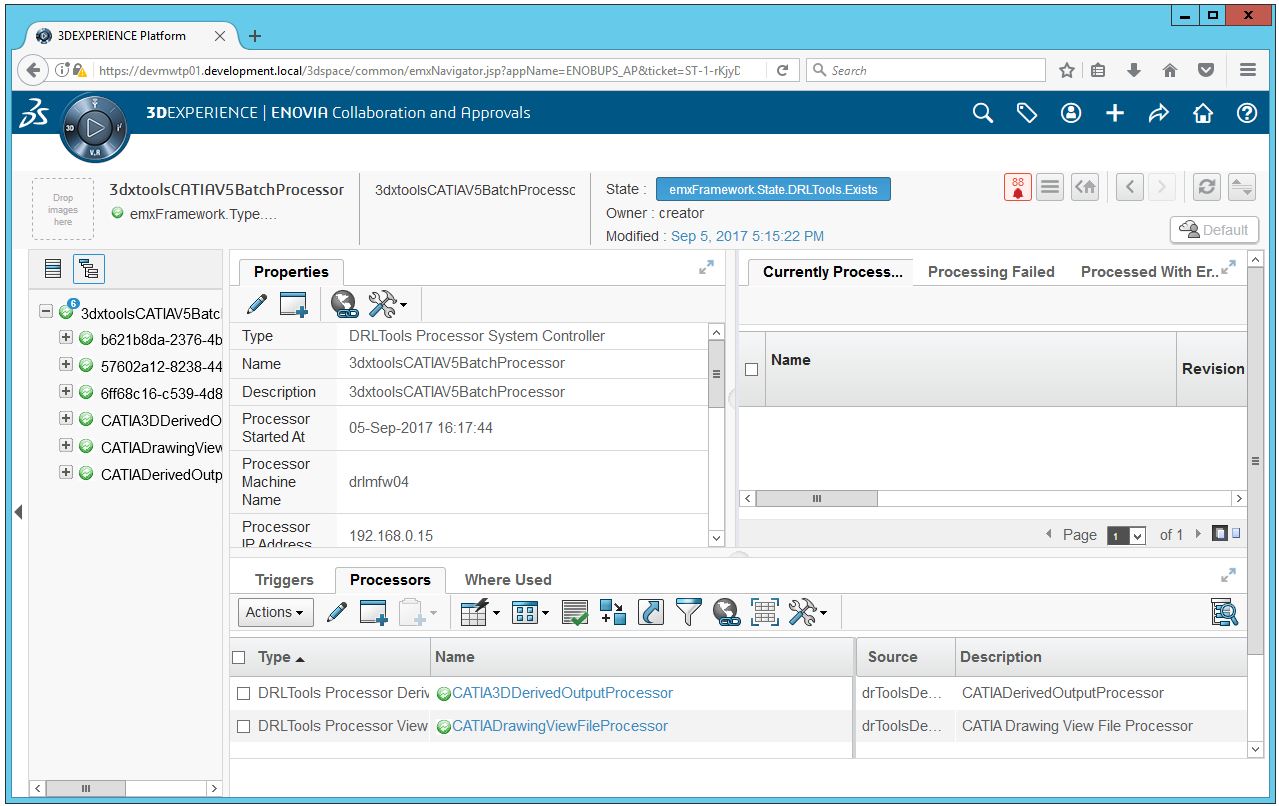 3DEXPERIENCE Platform
https://devmwtp01.development.local/3dspace/common/emxNavigator.jsp?appName=ENOBUPS_AP&ticket=ST-1-rKjyD
Search
3D
V.R
3DEXPERIENCE | ENOVIA Collaboration and Approvals
Drop images here
3dxtoolsCATIAV5BatchProcessor
emxFramework.Type....
3dxtoolsCATIAV5BatchProcessc
State : emxFramework.State.DRLTools.Exists
Owner : creator
Modified : Sep 5, 2017 5:15:22 PM
88
Default
6
3dxtoolsCATIAV5Batc
b621b8da-2376-4b
57602a12-8238-44
6ff68c16-c539-4d8
CATIA3DDerivedO
CATIADrawingView
CATIADerivedOutp
Properties
Type DRLTools Processor System Controller
Name 3dxtoolsCATIAV5BatchProcessor
Description 3dxtoolsCATIAV5BatchProcessor
Processor Started At 05-Sep-2017 16:17:44
Processor Machine Name drlmfw04
Processor IP Address 192.168.0.15
Currently Process... Processing Failed Processed With Er..
Name Revision
Page 1 of 1
Triggers Processors Where Used
Actions
Type Name Source Description
DRLTools Processor Deriv CATIA3DDerivedOutputProcessor drToolsDe... CATIADerivedOutputProcessor
DRLTools Processor View CATIADrawingViewFileProcessor drToolsDe... CATIA Drawing View File Processor